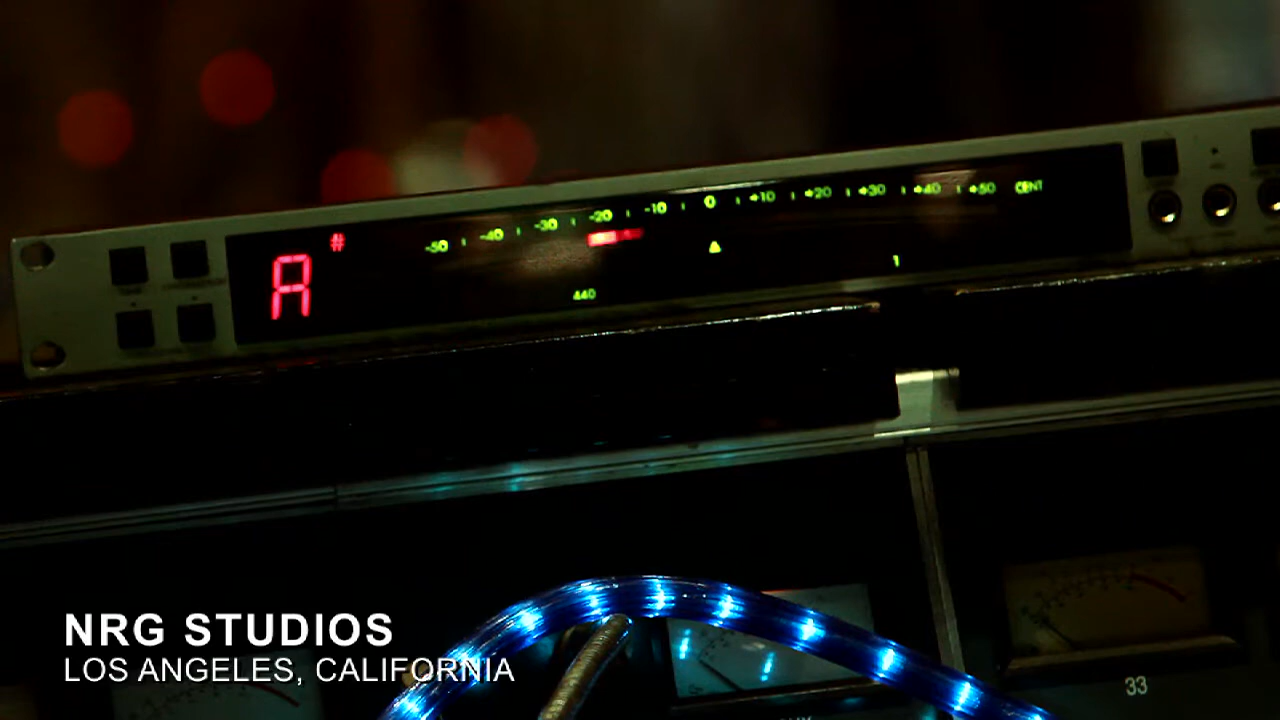 A #
-50 -40 -30 -20 -10 0 +10 +20 +30 +40 +50 CENT
440
1
33
NRG STUDIOS
LOS ANGELES, CALIFORNIA